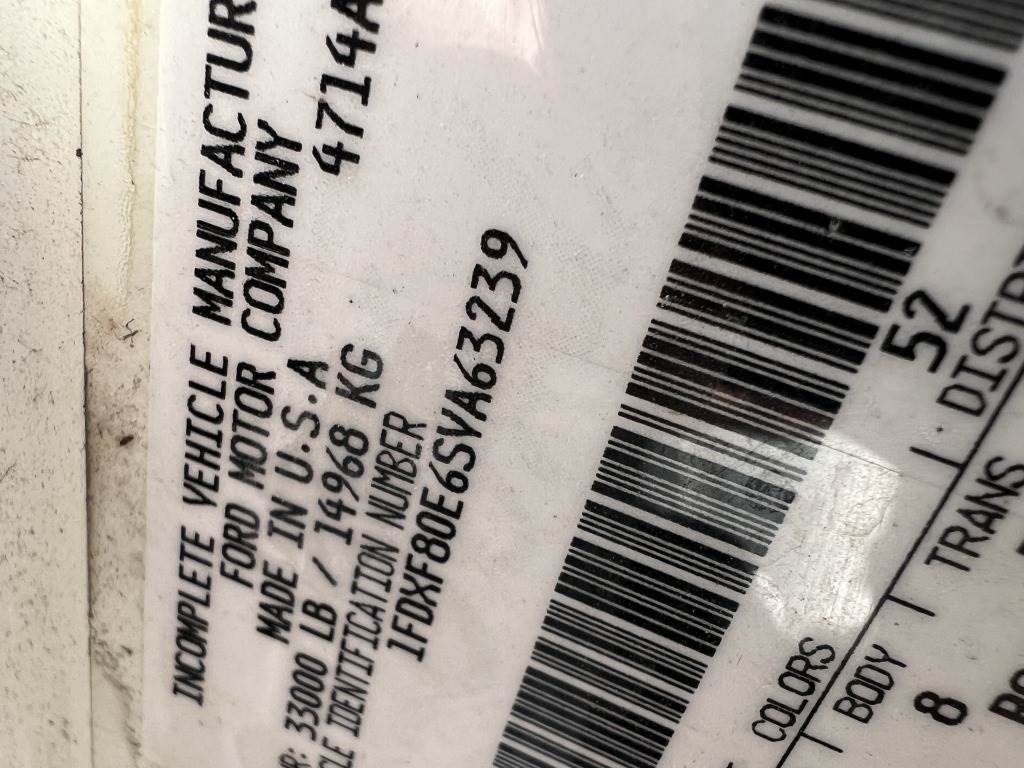 INCOMPLETE VEHICLE MANUFACTUR
FORD MOTOR COMPANY
MADE IN U.S.A 4714A
R: 33000 LB / 14968 KG
CLE IDENTIFICATION NUMBER
1FDXF80E6SVA63239
52
COLORS DISTR
BODY TRANS
8